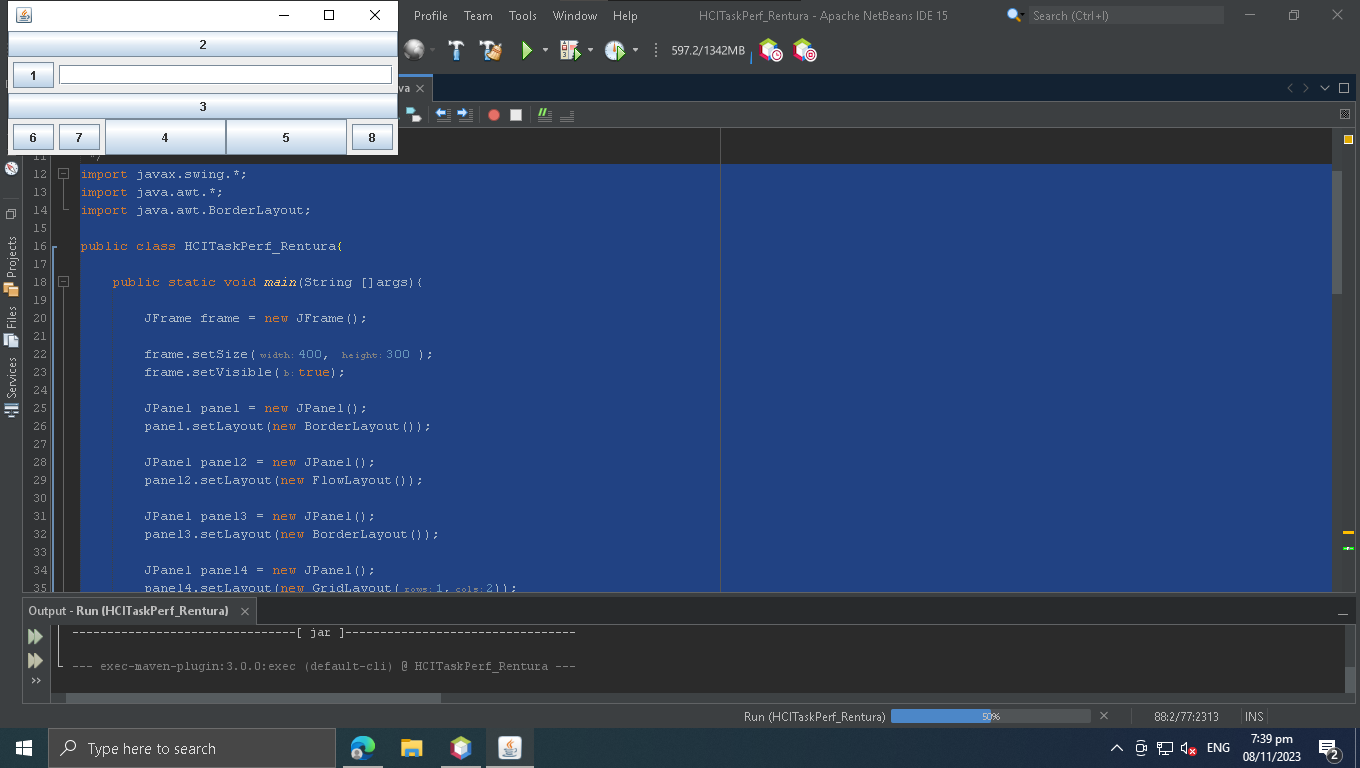 Profile Team Tools Window Help HCITaskPerf_Rentura - Apache NetBeans IDE 15 Search (Ctrl+I)
597.2/1342MB
2
1
3
6 7 4 5 8
va
11 */
12 import javax.swing.*;
13 import java.awt.*;
14 import java.awt.BorderLayout;
15
16 public class HCITaskPerf_Rentura{
17
18 public static void main(String []args){
19
20 JFrame frame = new JFrame();
21
22 frame.setSize( width: 400, height: 300 );
23 frame.setVisible( b: true);
24
25 JPanel panel = new JPanel();
26 panel.setLayout(new BorderLayout());
27
28 JPanel panel2 = new JPanel();
29 panel2.setLayout(new FlowLayout());
30
31 JPanel panel3 = new JPanel();
32 panel3.setLayout(new BorderLayout());
33
34 JPanel panel4 = new JPanel();
35 panel4.setLayout(new GridLayout( rows: 1, cols: 2));
Projects
Files
Services
Output - Run (HCITaskPerf_Rentura)
--------------------------------[ jar ]---------------------------------
--- exec-maven-plugin:3.0.0:exec (default-cli) @ HCITaskPerf_Rentura ---
Run (HCITaskPerf_Rentura) 50% 88:2/77:2313 INS
Type here to search
ENG
7:39 pm
08/11/2023
2